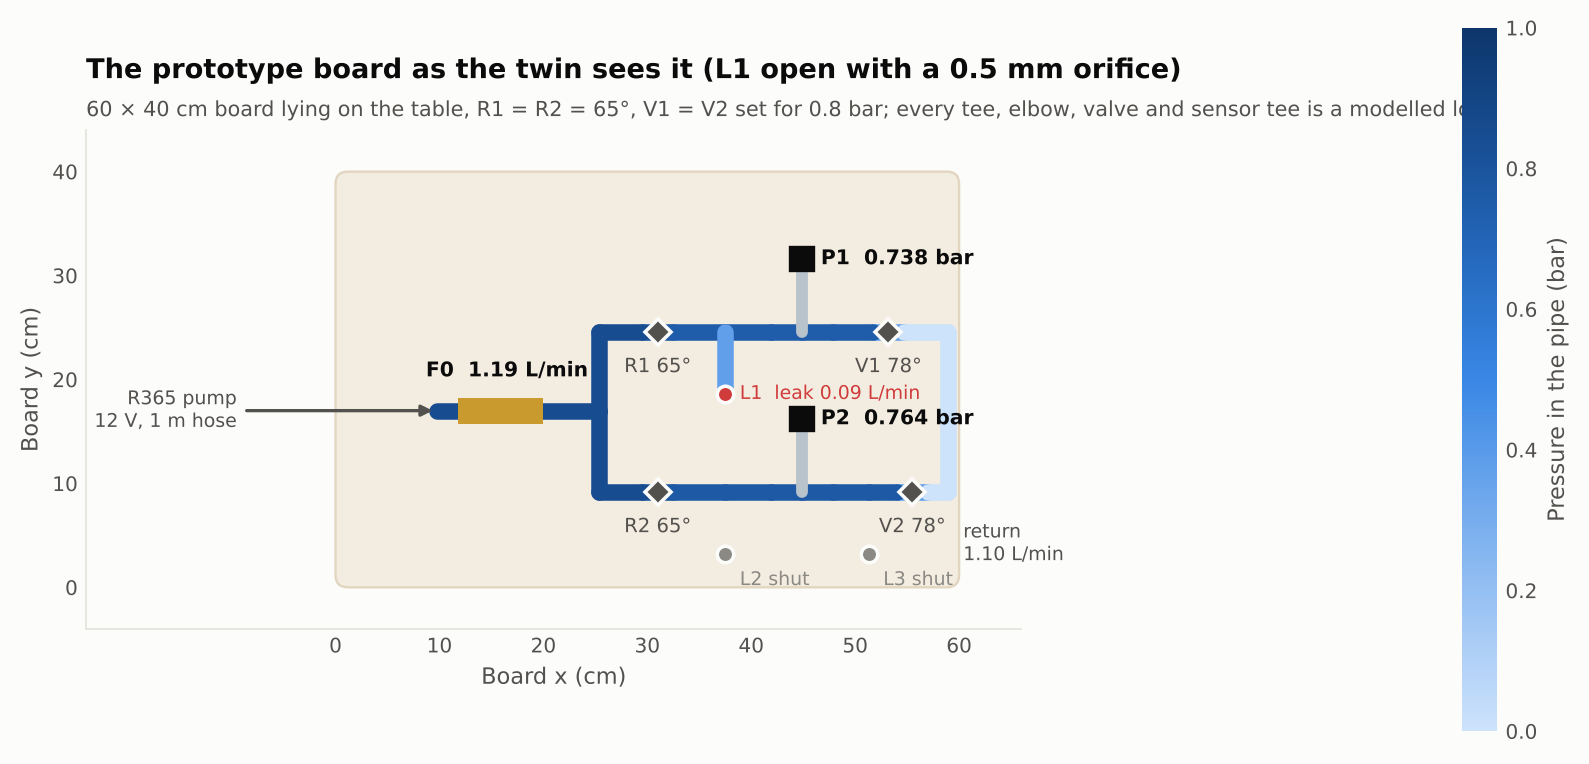 The prototype board as the twin sees it (L1 open with a 0.5 mm orifice)
60 × 40 cm board lying on the table, R1 = R2 = 65°, V1 = V2 set for 0.8 bar; every tee, elbow, valve and sensor tee is a modelled
Board y (cm)
40
30
20
10
0
0
10
20
30
40
50
60
Board x (cm)
R365 pump
12 V, 1 m hose
F0 1.19 L/min
P1 0.738 bar
R1 65°
V1 78°
L1 leak 0.09 L/min
P2 0.764 bar
R2 65°
V2 78°
return
1.10 L/min
L2 shut
L3 shut
1.0
0.8
0.6
0.4
0.2
0.0
Pressure in the pipe (bar)